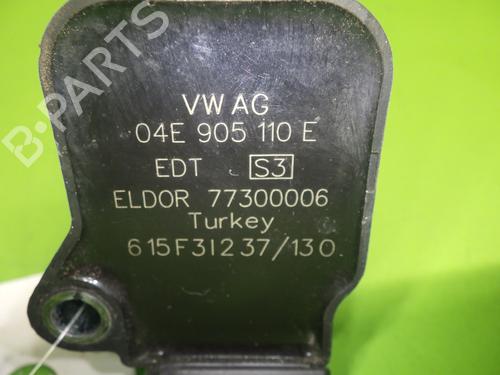 B-PARTS
VW AG
04E 905 110 E
EDT S3
ELDOR 77300006
Turkey
615F31237/130